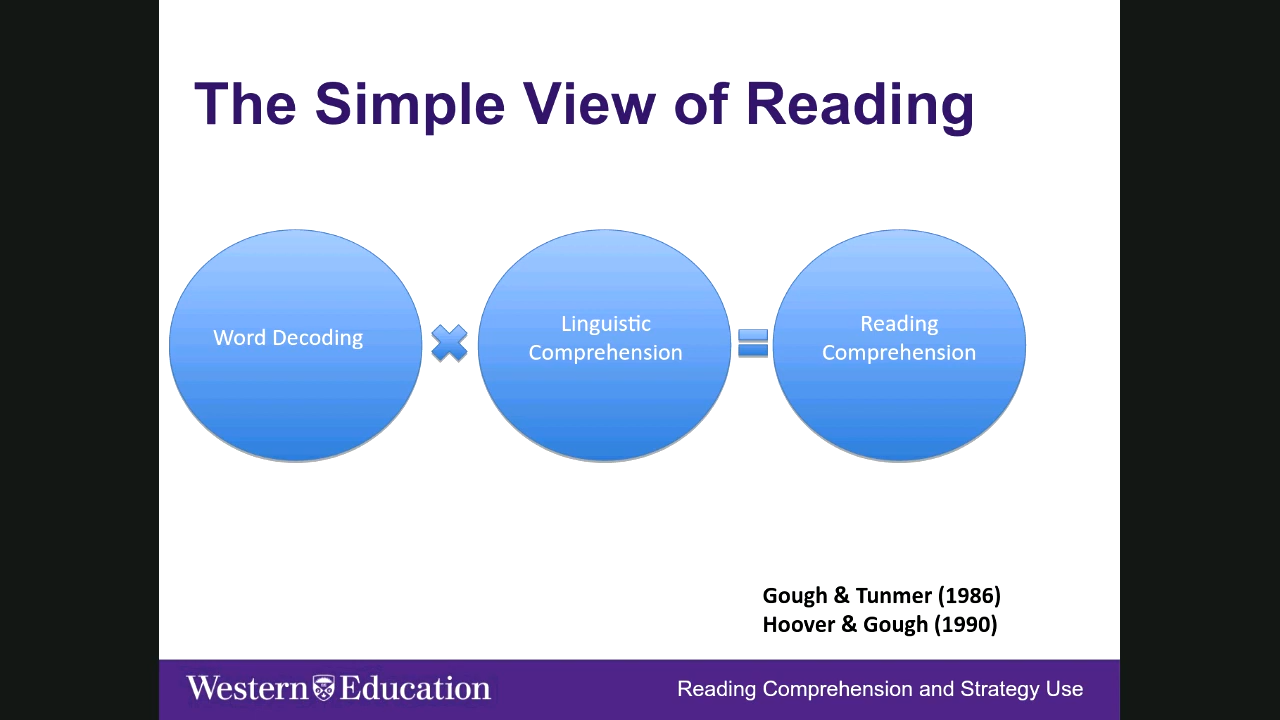 The Simple View of Reading
Word Decoding
Linguistic
Comprehension
Reading
Comprehension
Gough & Tunmer (1986)
Hoover & Gough (1990)
Western Education
Reading Comprehension and Strategy Use